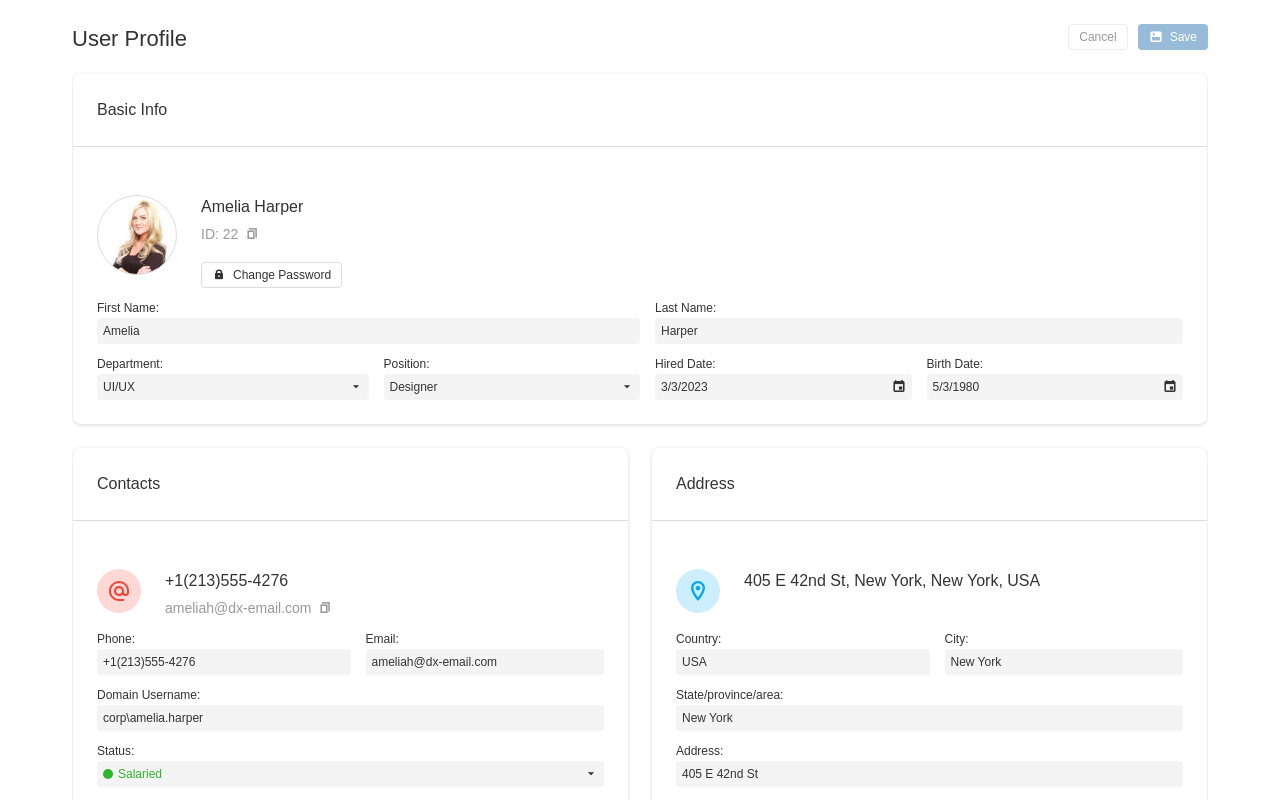 User Profile
Cancel
Save
Basic Info
Amelia Harper
ID: 22
Change Password
First Name:
Last Name:
Amelia
Harper
Department:
Position:
Hired Date:
Birth Date:
UI/UX
Designer
3/3/2023
5/3/1980
Contacts
+1(213)555-4276
ameliah@dx-email.com
Phone:
Email:
+1(213)555-4276
ameliah@dx-email.com
Domain Username:
corp\amelia.harper
Status:
Salaried
Address
405 E 42nd St, New York, New York, USA
Country:
City:
USA
New York
State/province/area:
New York
Address:
405 E 42nd St